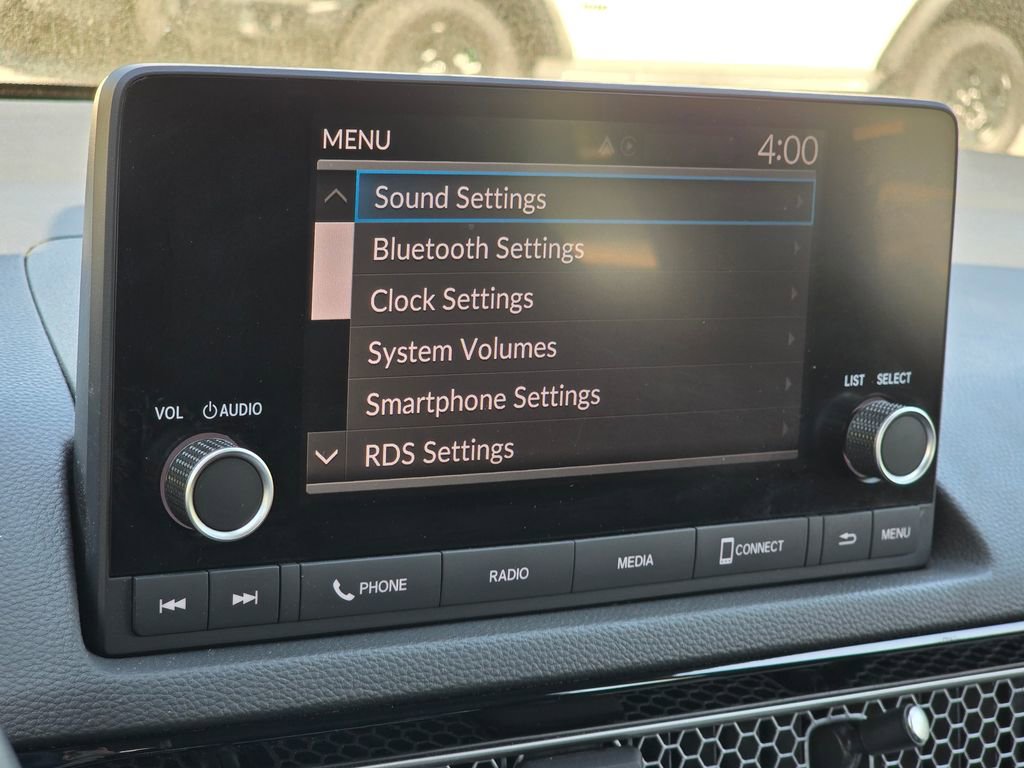 MENU 4:00
Sound Settings
Bluetooth Settings
Clock Settings
System Volumes
Smartphone Settings
RDS Settings
VOL AUDIO
LIST SELECT
PHONE
RADIO
MEDIA
CONNECT
MENU